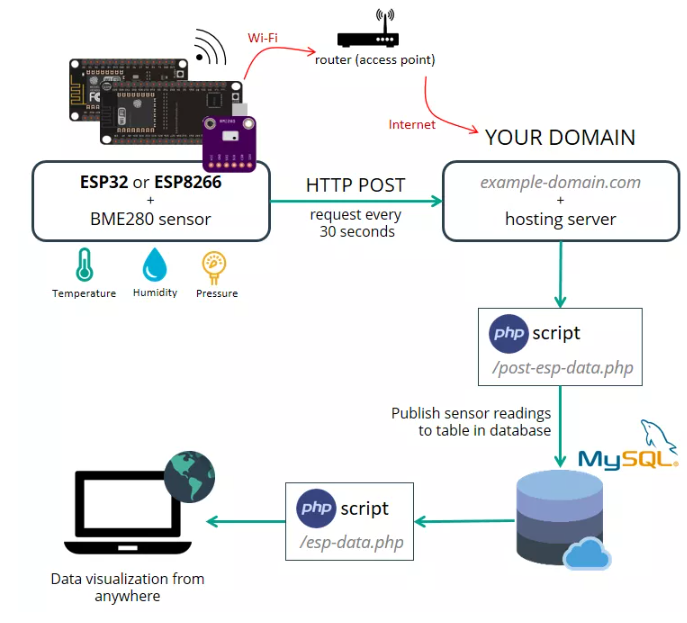 Wi-Fi
router (access point)
Internet
YOUR DOMAIN
BME280
ESP32 or ESP8266
+
BME280 sensor
HTTP POST
request every
30 seconds
example-domain.com
+
hosting server
Temperature
Humidity
Pressure
php script
/post-esp-data.php
Publish sensor readings
to table in database
MySQL®
php script
/esp-data.php
Data visualization from
anywhere